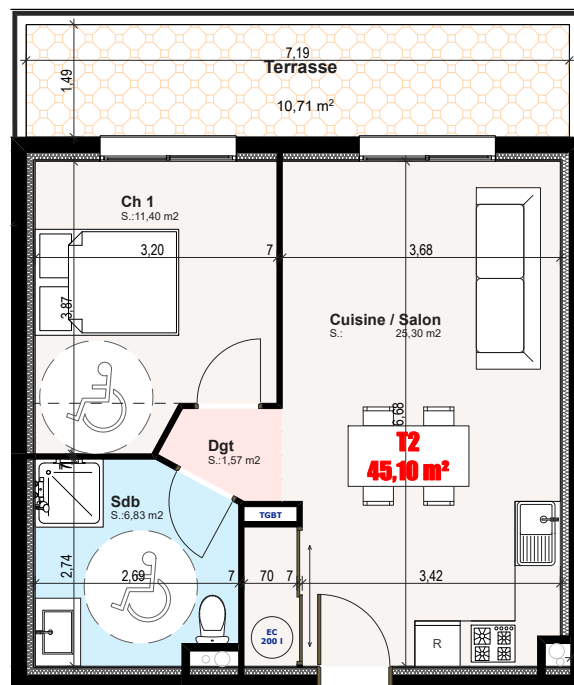 7,19
Terrasse
1,49
10,71 m²
Ch 1
S.:11,40 m2
3,20
7
3,68
3,87
Cuisine / Salon
S.: 25,30 m2
6,68
T2
45,10 m²
Dgt
S.:1,57 m2
7
Sdb
S.:6,83 m2
TGBT
2,74
2,69
7
70
7
3,42
EC
200 l
R